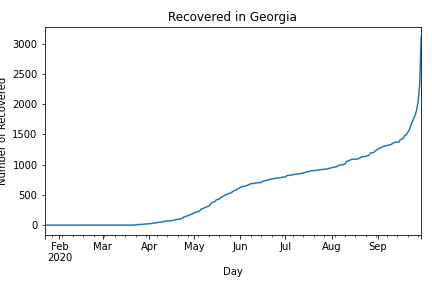 Recovered in Georgia
Number of Recovered
3000
2500
2000
1500
1000
500
0
Feb Mar Apr May Jun Jul Aug Sep
2020
Day